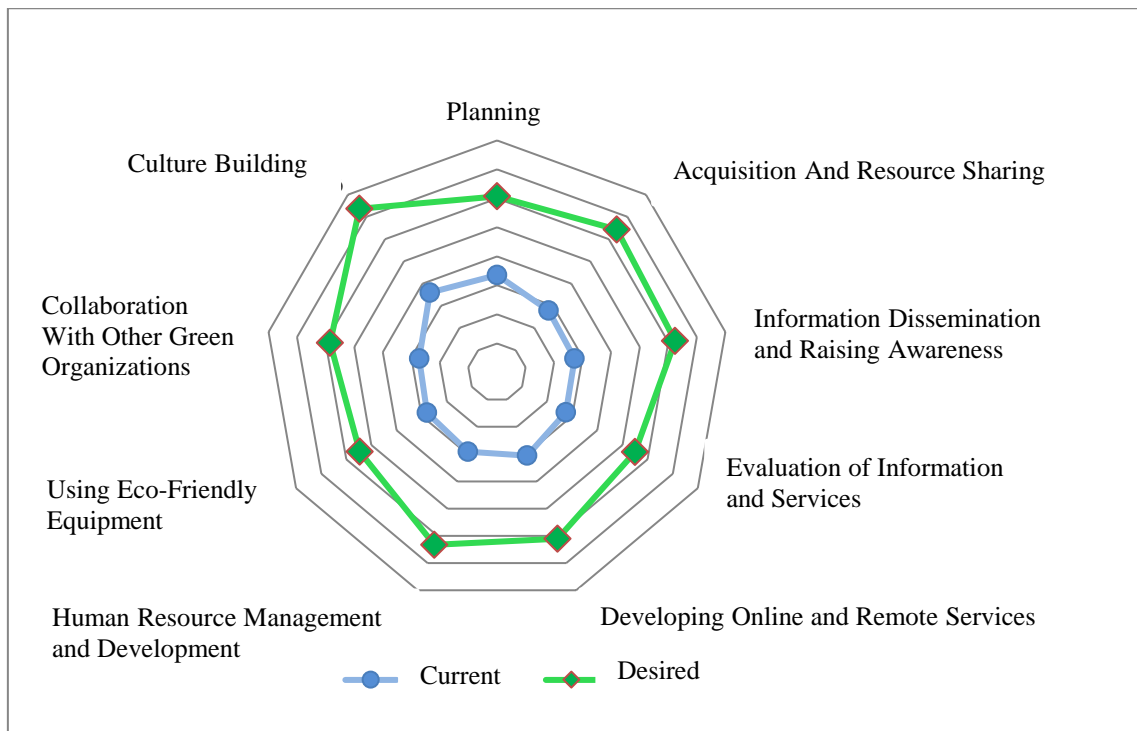 Planning
Culture Building
Acquisition And Resource Sharing
Collaboration
With Other Green
Organizations
Information Dissemination
and Raising Awareness
Using Eco-Friendly
Equipment
Evaluation of Information
and Services
Human Resource Management
and Development
Developing Online and Remote Services
Current
Desired